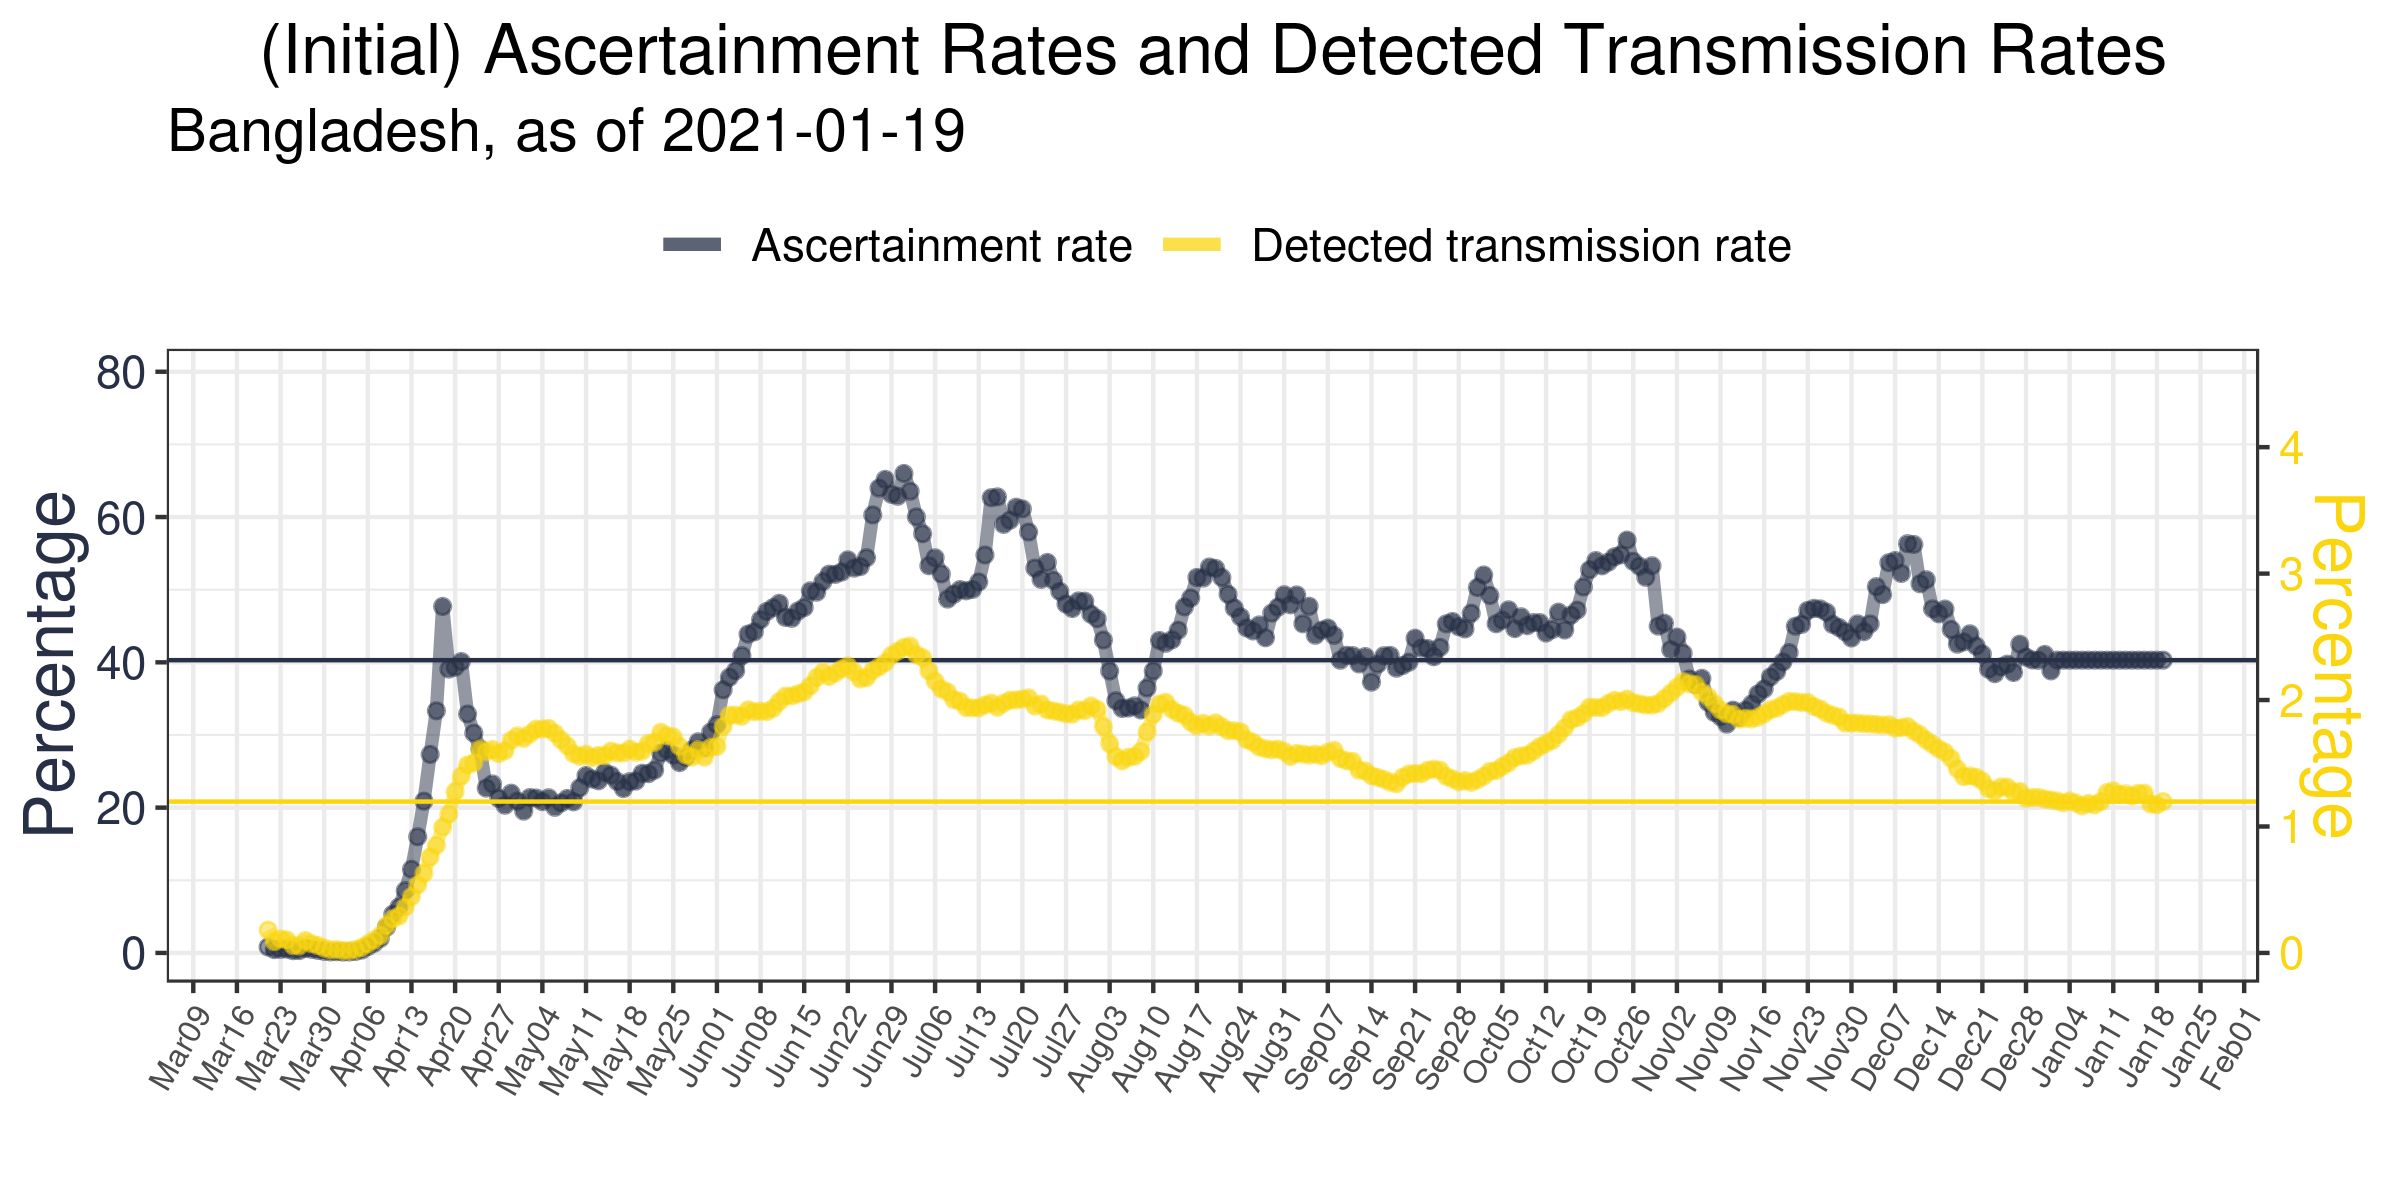 (Initial) Ascertainment Rates and Detected Transmission Rates
Bangladesh, as of 2021-01-19
Ascertainment rate
Detected transmission rate
Percentage
80
60
40
20
0
4
3
2
1
0
Percentage
Mar09
Mar16
Mar23
Mar30
Apr06
Apr13
Apr20
Apr27
May04
May11
May18
May25
Jun01
Jun08
Jun15
Jun22
Jun29
Jul06
Jul13
Jul20
Jul27
Aug03
Aug10
Aug17
Aug24
Aug31
Sep07
Sep14
Sep21
Sep28
Oct05
Oct12
Oct19
Oct26
Nov02
Nov09
Nov16
Nov23
Nov30
Dec07
Dec14
Dec21
Dec28
Jan04
Jan11
Jan18
Jan25
Feb01